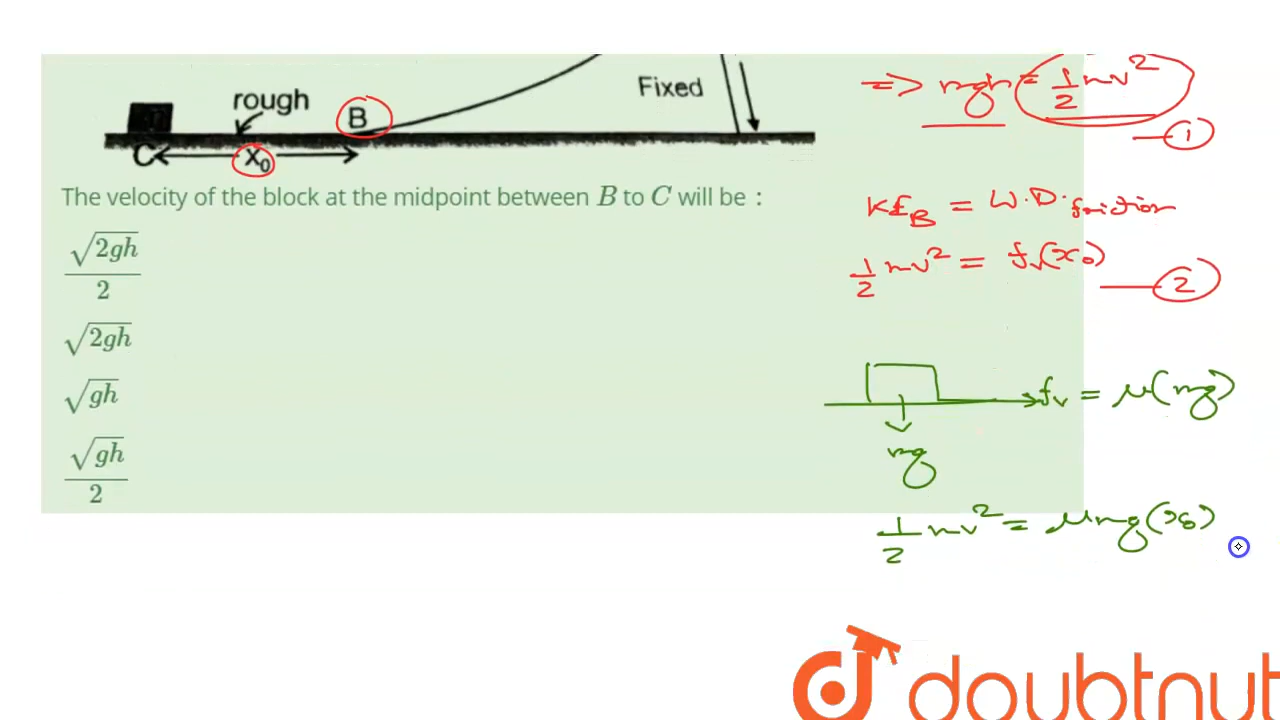 Fixed
rough
B
C
x₀
The velocity of the block at the midpoint between B to C will be :
√2gh / 2
√2gh
√gh
√gh / 2
=> mgh = 1/2 mv²
1
KE_B = W.D. friction
1/2 mv² = f_r(x₀)
2
f_r = μ(mg)
mg
1/2 mv² = μmg(x₀)
doubtnut